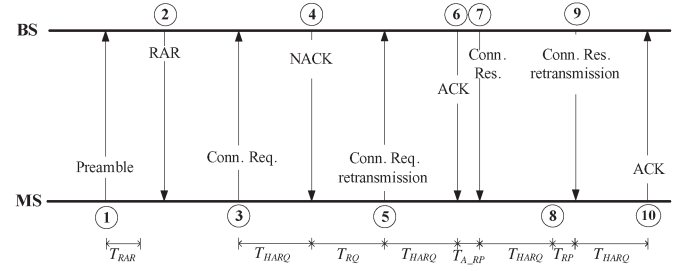 2 4 6 7 9
BS
RAR
NACK
Conn.
Res.
Conn. Res.
retransmission
ACK
Preamble
Conn. Req.
Conn. Req.
retransmission
ACK
MS
1 3 5 8 10
T_RAR T_HARQ T_RQ T_HARQ T_A_RP T_HARQ T_RP T_HARQ